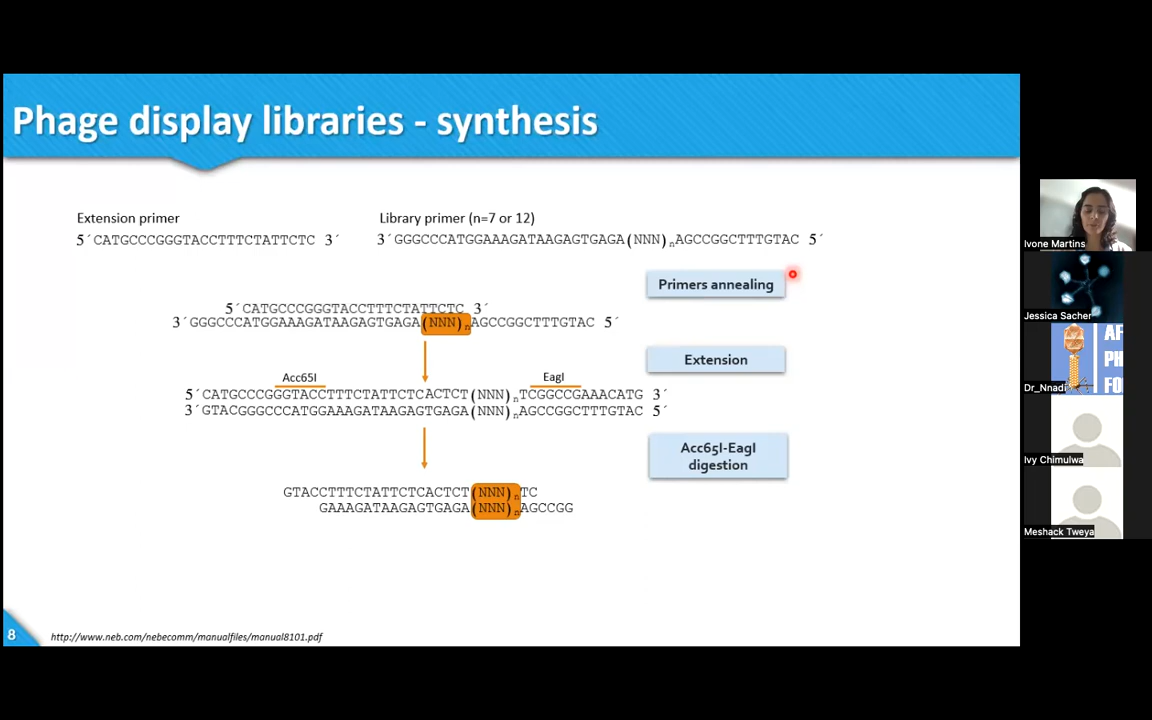 Phage display libraries - synthesis
Extension primer
5´CATGCCCGGGTACCTTTCTATTCTC 3´
Library primer (n=7 or 12)
3´GGGCCCATGGAAAGATAAGAGTGAGA(NNN)nAGCCGGCTTTGTAC 5´
Primers annealing
5´CATGCCCGGGTACCTTTCTATTCTC 3´
3´GGGCCCATGGAAAGATAAGAGTGAGA(NNN)nAGCCGGCTTTGTAC 5´
Extension
Acc65I
EagI
5´CATGCCCGGGTACCTTTCTATTCTCACTCT(NNN)nTCGGCCGAAACATG 3´
3´GTACGGGCCCATGGAAAGATAAGAGTGAGA(NNN)nAGCCGGCTTTGTAC 5´
Acc65I-EagI
digestion
GTACCTTTCTATTCTCACTCT(NNN)nTC
GAAAGATAAGAGTGAGA(NNN)nAGCCGG
8
http://www.neb.com/nebecomm/manualfiles/manual8101.pdf
Ivone Martins
Jessica Sacher
AF
PH
FO
Dr_Nnadi
Ivy Chimulwa
Meshack Tweya